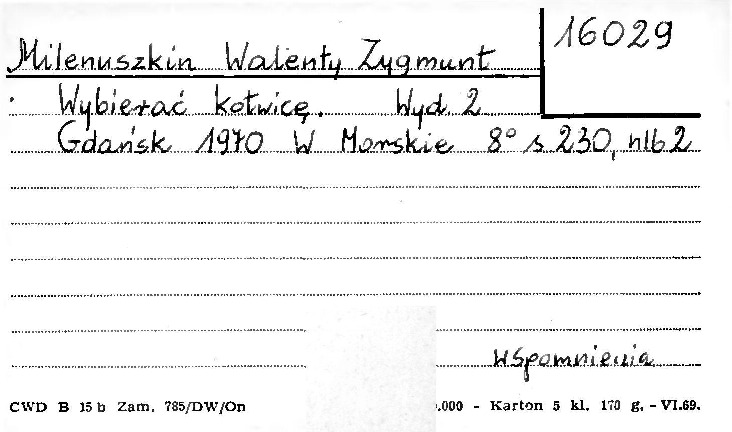 16029
Milenuszkin Walenty Zygmunt
Wybierać kotwicę. Wyd 2
Gdańsk 1970 W Morskie 8° s 230, nlb 2
Wspomnienia
CWD B 15 b Zam. 785/DW/On .000 - Karton 5 kl. 170 g. - VI.69.